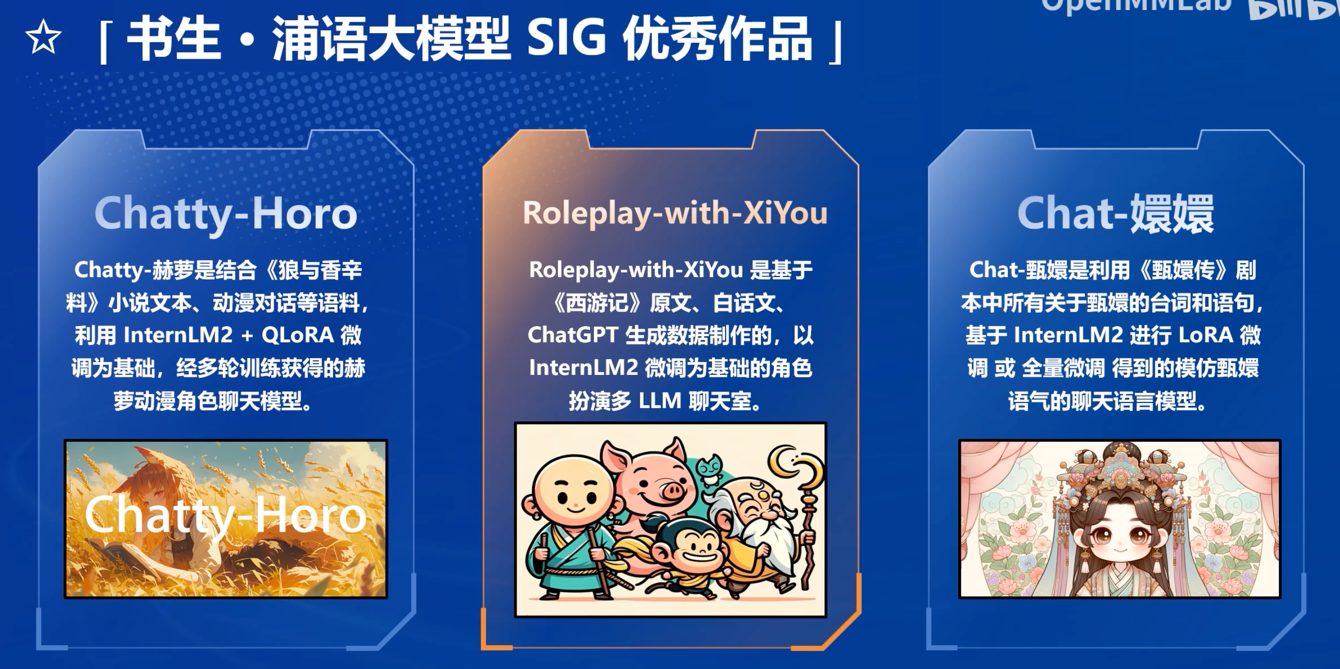 OpenMMLab bilibili
「书生・浦语大模型 SIG 优秀作品」
Chatty-Horo
Chatty-赫萝是结合《狼与香辛
料》小说文本、动漫对话等语料，
利用 InternLM2 + QLoRA 微
调为基础，经多轮训练获得的赫
萝动漫角色聊天模型。
Chatty-Horo
Roleplay-with-XiYou
Roleplay-with-XiYou 是基于
《西游记》原文、白话文、
ChatGPT 生成数据制作的，以
InternLM2 微调为基础的角色
扮演多 LLM 聊天室。
Chat-嬛嬛
Chat-甄嬛是利用《甄嬛传》剧
本中所有关于甄嬛的台词和语句，
基于 InternLM2 进行 LoRA 微
调 或 全量微调 得到的模仿甄嬛
语气的聊天语言模型。